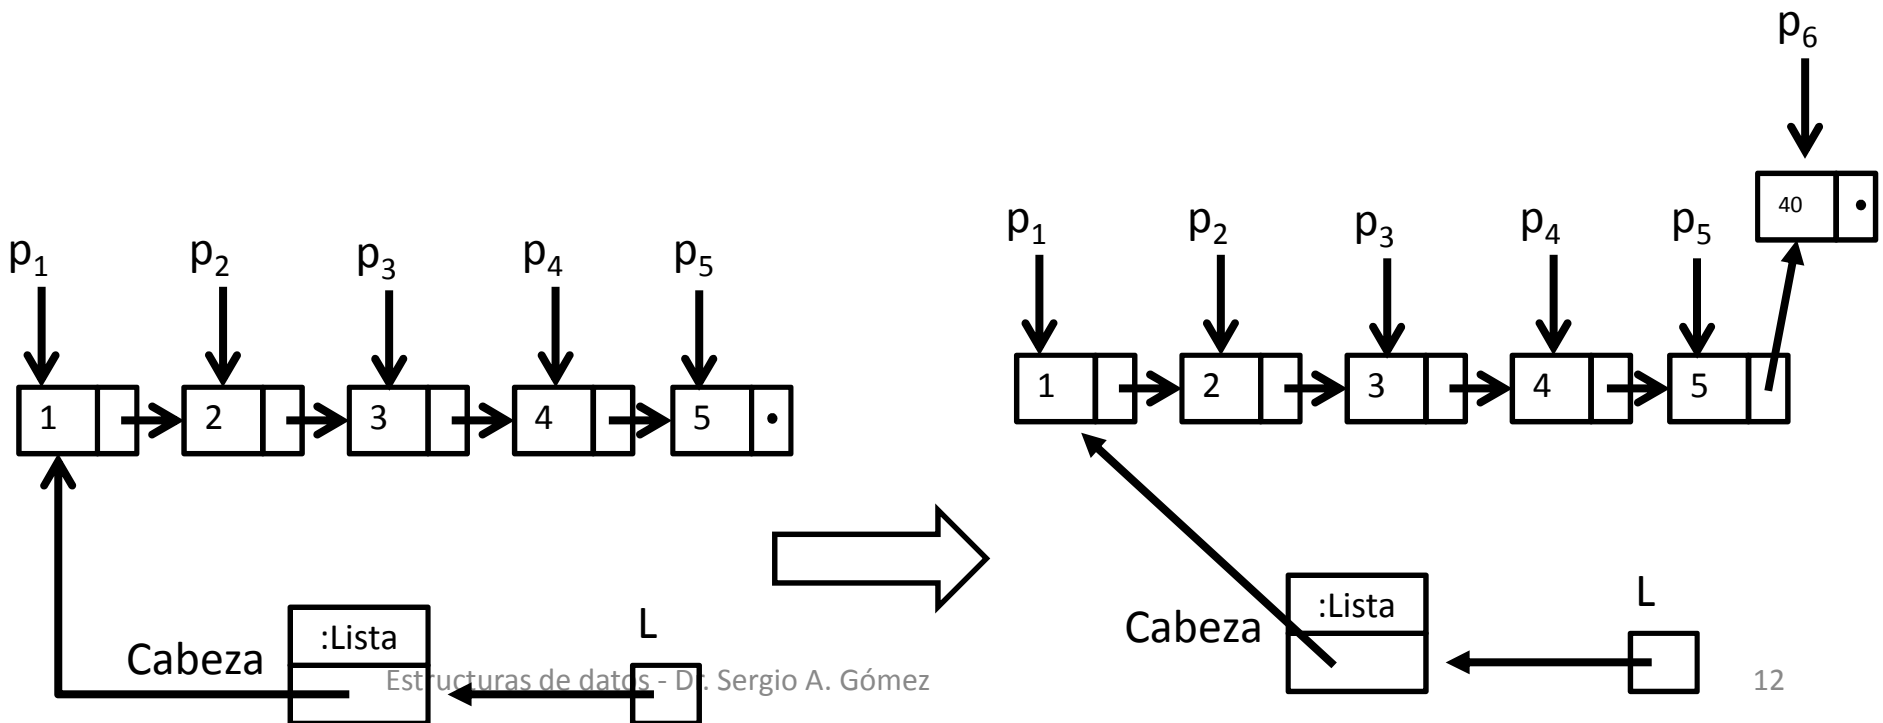 p6
40
p1 p2 p3 p4 p5
1 2 3 4 5
Cabeza
:Lista
L
p1 p2 p3 p4 p5
1 2 3 4 5
Cabeza
:Lista
L
Estructuras de datos - Dr. Sergio A. Gómez
12